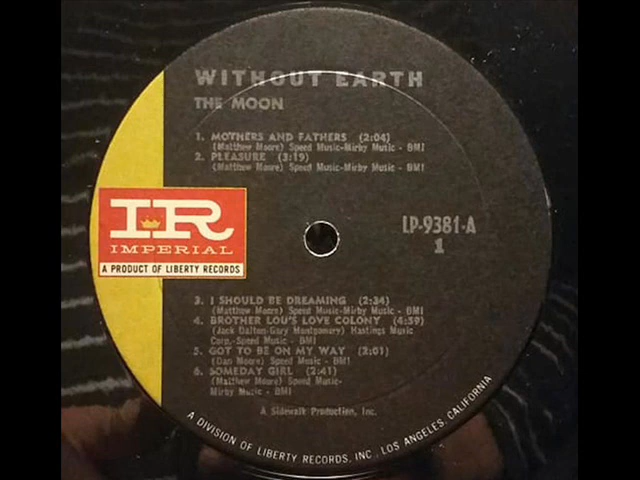 WITHOUT EARTH
THE MOON
1. MOTHERS AND FATHERS (2:04)
(Matthew Moore) Speed Music-Mirby Music - BMI
2. PLEASURE (3:19)
(Matthew Moore) Speed Music-Mirby Music - BMI
IR
IMPERIAL
A PRODUCT OF LIBERTY RECORDS
LP-9381-A
1
3. I SHOULD BE DREAMING (2:34)
(Matthew Moore) Speed Music-Mirby Music - BMI
4. BROTHER LOU'S LOVE COLONY (4:59)
(Jack Dalton-Gary Montgomery) Hastings Music
Corp.-Speed Music - BMI
5. GOT TO BE ON MY WAY (2:01)
(Dan Moore) Speed Music - BMI
6. SOMEDAY GIRL (2:41)
(Matthew Moore) Speed Music-
Mirby Music - BMI
A Sidewalk Production, Inc.
A DIVISION OF LIBERTY RECORDS, INC., LOS ANGELES, CALIFORNIA